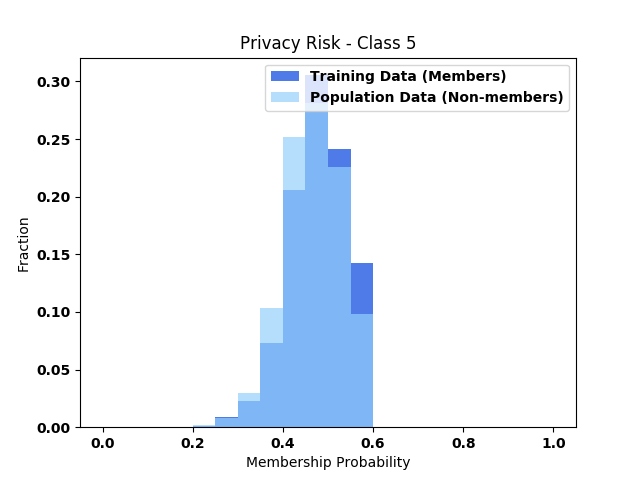 Privacy Risk - Class 5
Training Data (Members)
Population Data (Non-members)
0.30
0.25
0.20
0.15
0.10
0.05
0.00
Fraction
0.0 0.2 0.4 0.6 0.8 1.0
Membership Probability